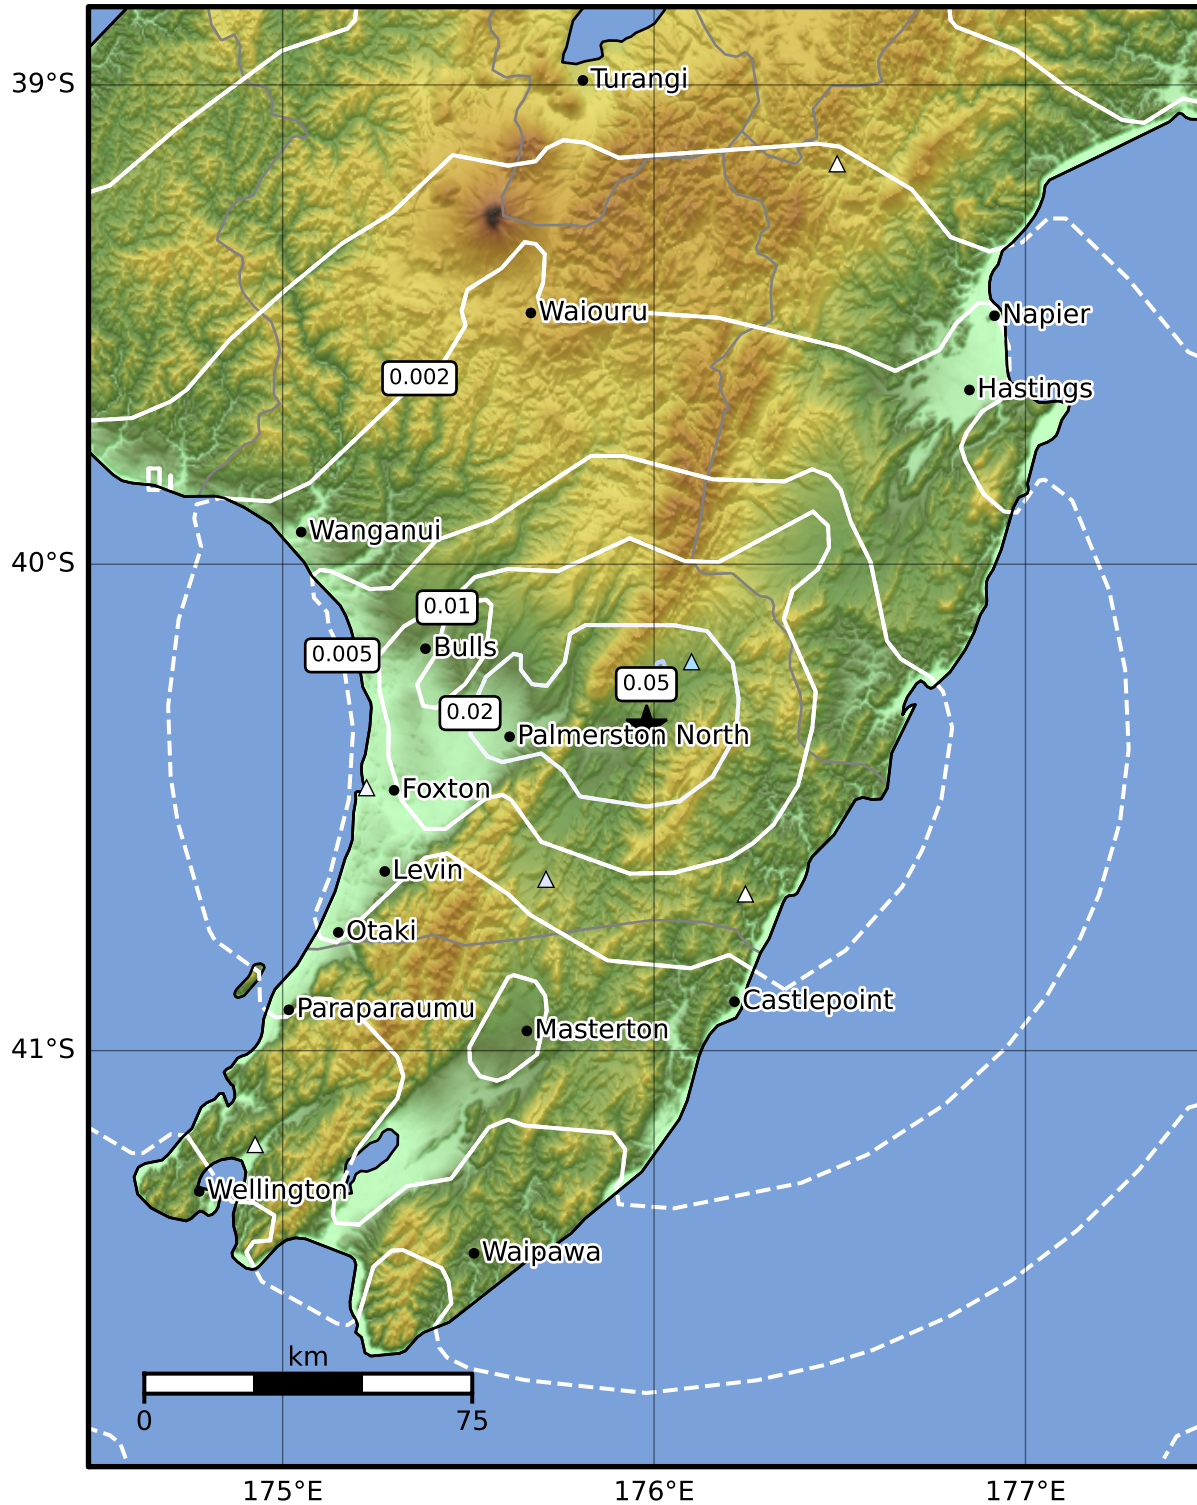 39°S
Turangi
Waiouru
Napier
0.002
Hastings
Wanganui
40°S
0.01
0.005
Bulls
0.05
0.02
Palmerston North
Foxton
Levin
Otaki
Castlepoint
Paraparaumu
Masterton
41°S
Wellington
Waipawa
km
0 75
175°E 176°E 177°E